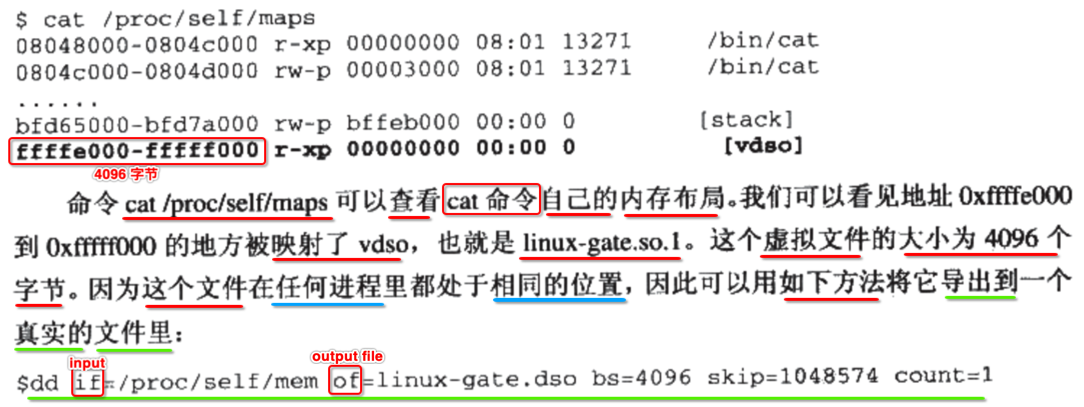 $ cat /proc/self/maps
08048000-0804c000 r-xp 00000000 08:01 13271 /bin/cat
0804c000-0804d000 rw-p 00003000 08:01 13271 /bin/cat
......
bfd65000-bfd7a000 rw-p bffeb000 00:00 0 [stack]
ffffe000-fffff000 r-xp 00000000 00:00 0 [vdso]
4096 字节
命令 cat /proc/self/maps 可以查看 cat 命令自己的内存布局。我们可以看见地址 0xffffe000
到 0xfffff000 的地方被映射了 vdso，也就是 linux-gate.so.1。这个虚拟文件的大小为 4096 个
字节。因为这个文件在任何进程里都处于相同的位置，因此可以用如下方法将它导出到一个
真实的文件里：
input output file
$dd if=/proc/self/mem of=linux-gate.dso bs=4096 skip=1048574 count=1